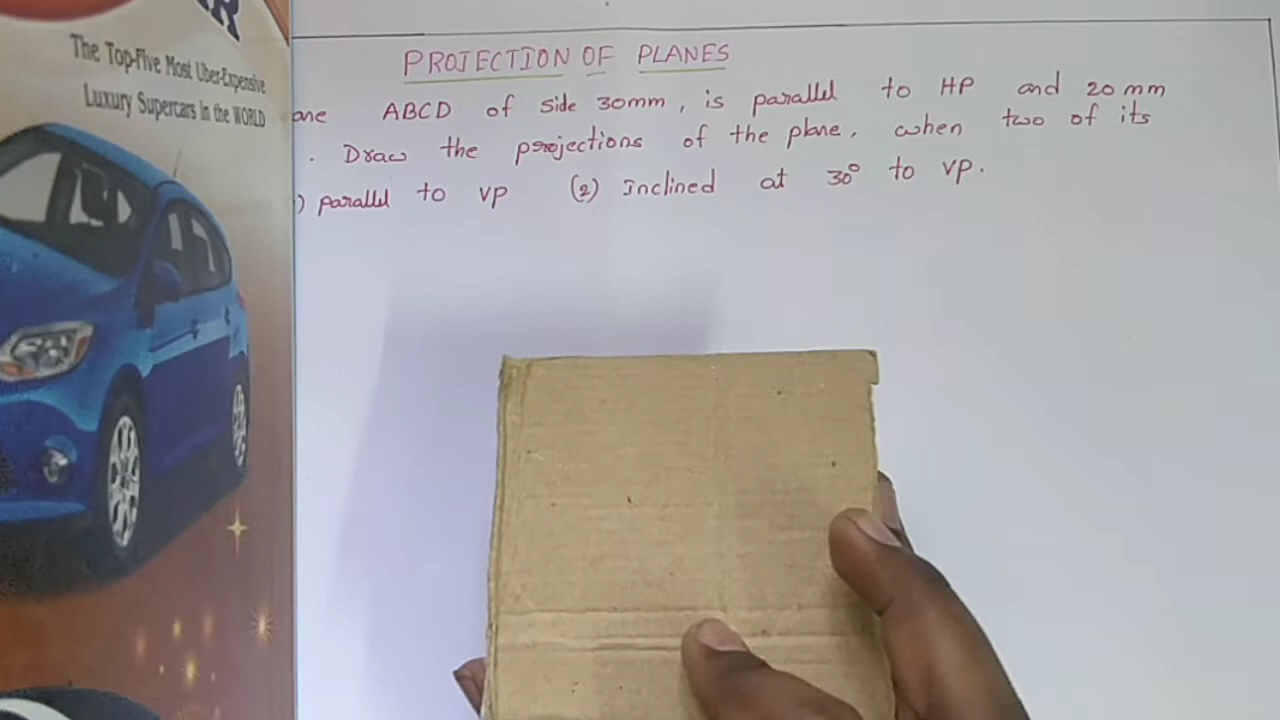 The Top-Five Most Uber-Expensive
Luxury Supercars in the WORLD
PROJECTION OF PLANES
ane ABCD of side 30mm, is parallel to HP and 20 mm
. Draw the projections of the plane, when two of its
) parallel to VP (2) Inclined at 30° to VP.